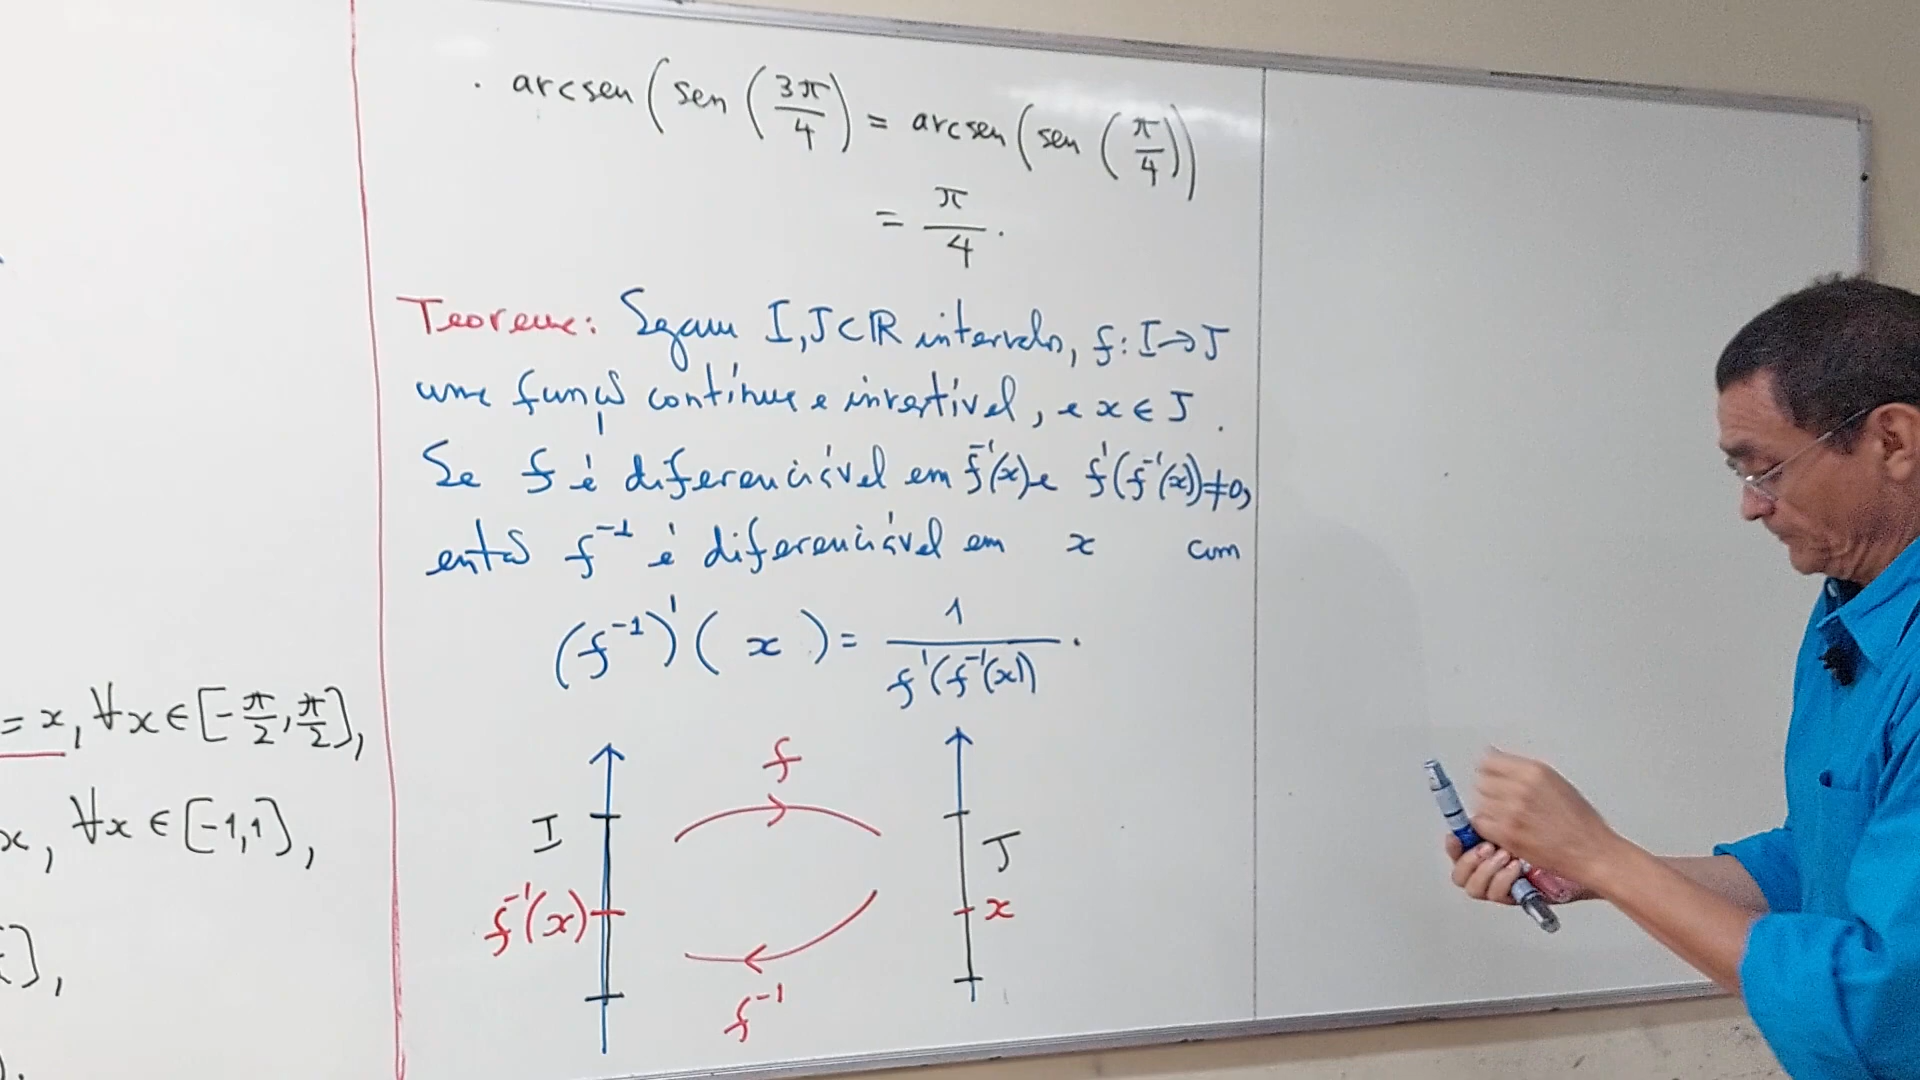 . arcsen(sen(3π/4) = arcsen(sen(π/4))
= π/4.
Teorema: Sejam I, J ⊂ ℝ intervalos, f: I → J
uma função contínua e invertível, e x ∈ J.
Se f é diferenciável em f⁻¹(x) e f'(f⁻¹(x)) ≠ 0,
então f⁻¹ é diferenciável em x com
(f⁻¹)'( x ) = 1/f'(f⁻¹(x)).
= x, ∀x ∈ [-π/2, π/2],
x, ∀x ∈ [-1,1],
],
f
I
J
f⁻¹(x)
x
f⁻¹